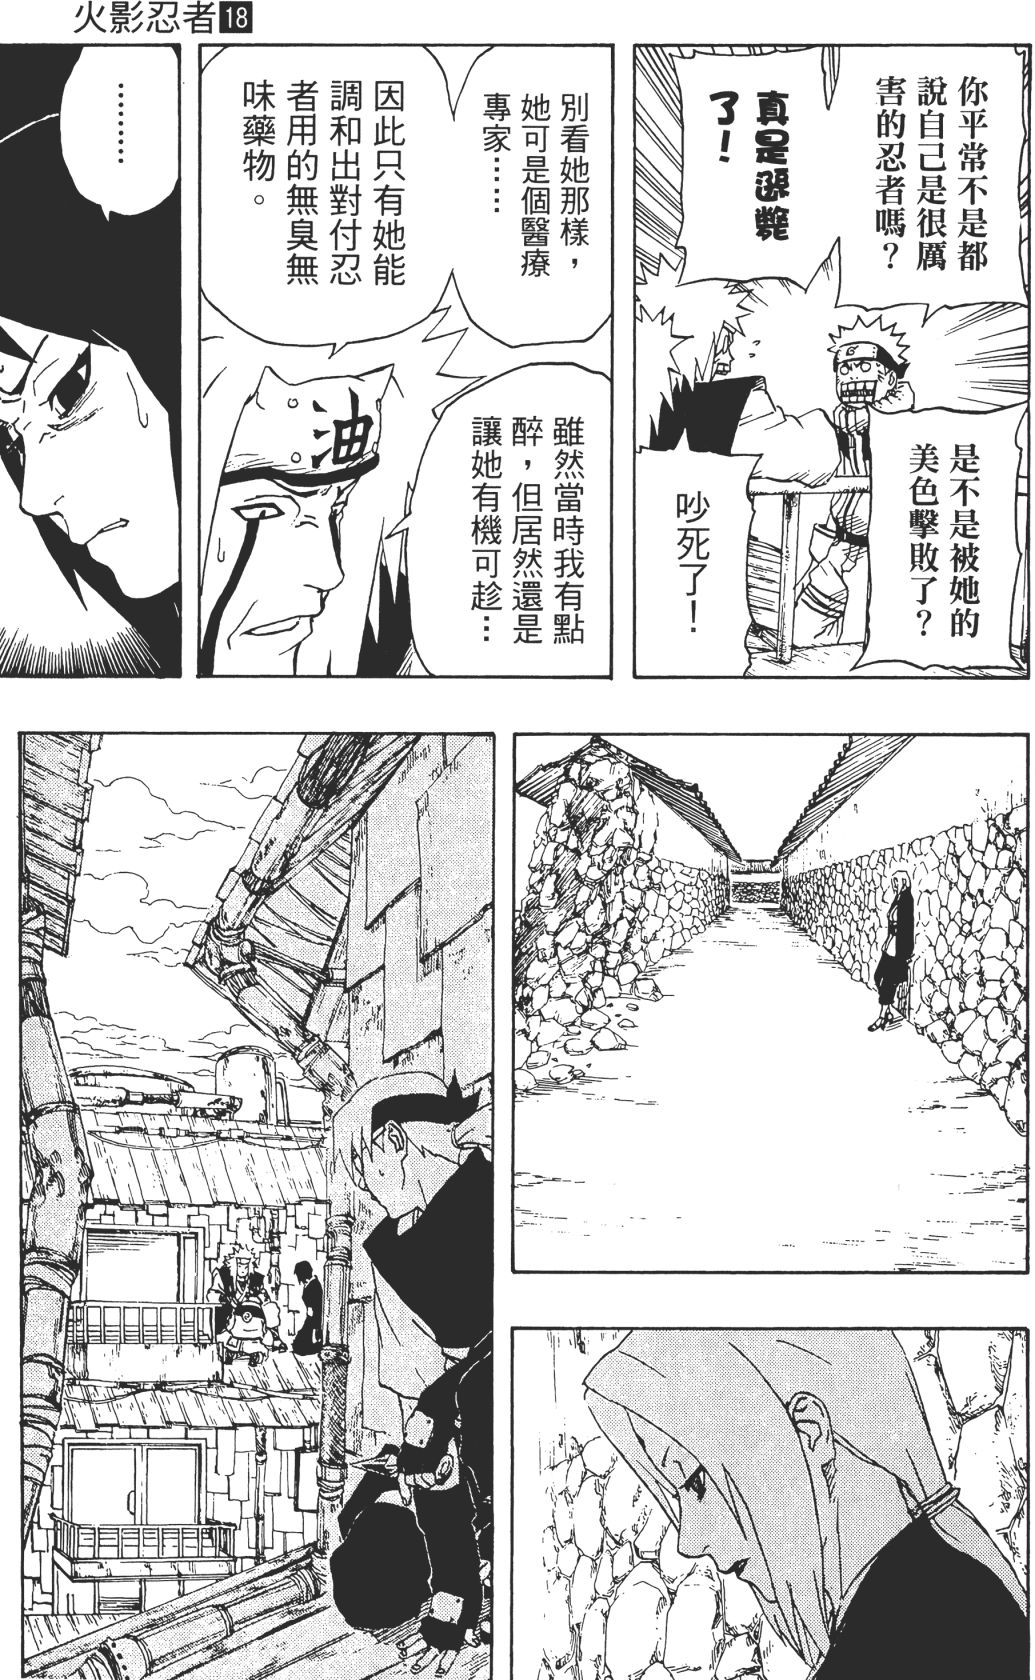 火影忍者18
你平常不是都
說自己是很厲
害的忍者嗎？
真是遜斃
了！
是不是被她的
美色擊敗了？
吵死了！
別看她那樣，
她可是個醫療
專家……
因此只有她能
調和出對付忍
者用的無臭無
味藥物。
雖然當時我有點
醉，但居然還是
讓她有機可趁…
………
油